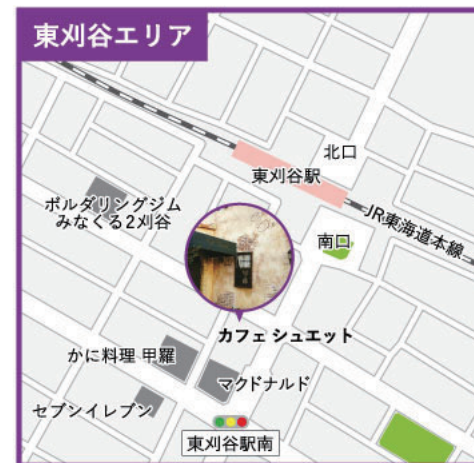 東刈谷エリア
北口
東刈谷駅
JR東海道本線
ボルダリングジム
みなくる2刈谷
南口
カフェ シュエット
かに料理 甲羅
マクドナルド
セブンイレブン
東刈谷駅南